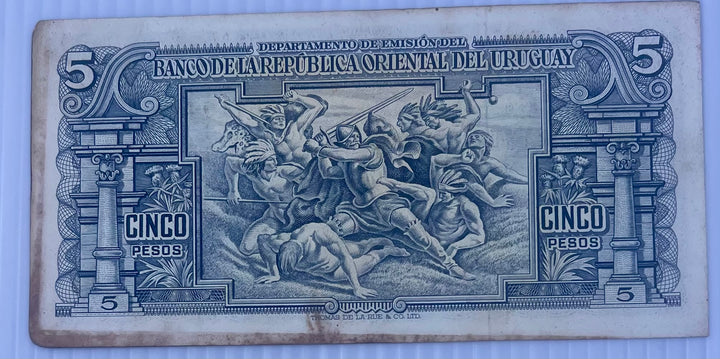 5 DEPARTAMENTO DE EMISIÓN DEL 5
BANCO DE LA REPÚBLICA ORIENTAL DEL URUGUAY
CINCO CINCO
PESOS PESOS
5 5
THOMAS DE LA RUE & CO. LTD.